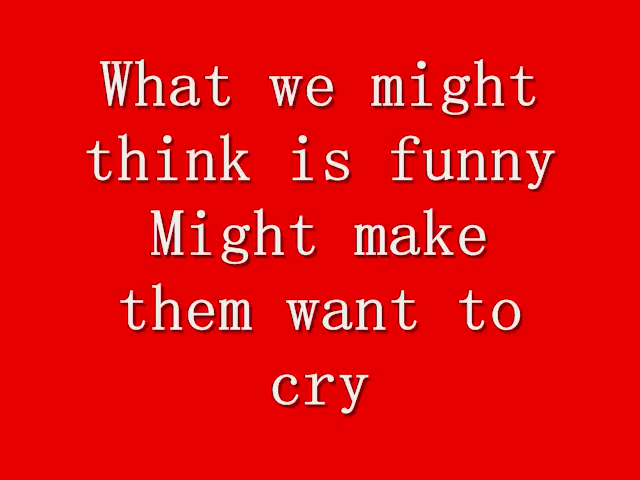 What we might
think is funny
Might make
them want to
cry